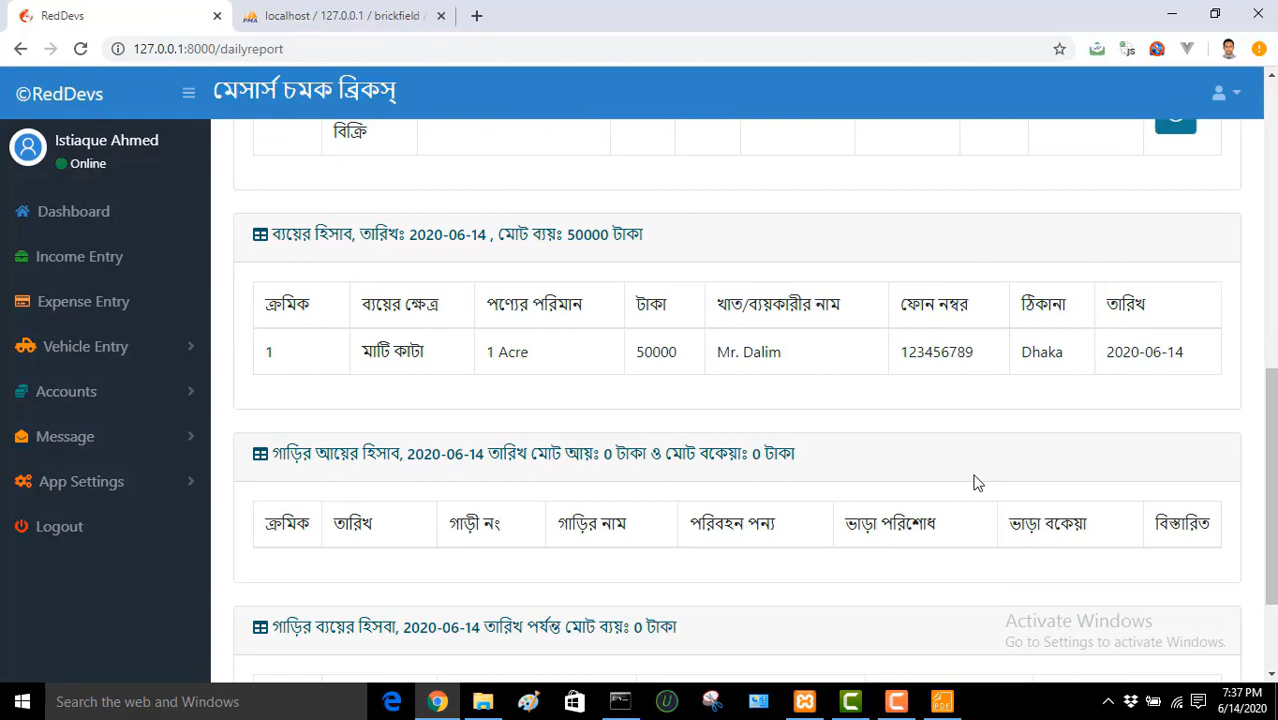 RedDevs
localhost / 127.0.0.1 / brickfield /
127.0.0.1:8000/dailyreport
©RedDevs
মেসার্স চমক ব্রিকস্
Istiaque Ahmed
Online
Dashboard
Income Entry
Expense Entry
Vehicle Entry
Accounts
Message
App Settings
Logout
বিক্রি
ব্যয়ের হিসাব, তারিখঃ 2020-06-14 , মোট ব্যয়ঃ 50000 টাকা
ক্রমিক ব্যয়ের ক্ষেত্র পণ্যের পরিমান টাকা খাত/ব্যয়কারীর নাম ফোন নম্বর ঠিকানা তারিখ
1 মাটি কাটা 1 Acre 50000 Mr. Dalim 123456789 Dhaka 2020-06-14
গাড়ির আয়ের হিসাব, 2020-06-14 তারিখ মোট আয়ঃ 0 টাকা ও মোট বকেয়াঃ 0 টাকা
ক্রমিক তারিখ গাড়ী নং গাড়ির নাম পরিবহন পন্য ভাড়া পরিশোধ ভাড়া বকেয়া বিস্তারিত
গাড়ির ব্যয়ের হিসবা, 2020-06-14 তারিখ পর্যন্ত মোট ব্যয়ঃ 0 টাকা
Activate Windows
Go to Settings to activate Windows.
Search the web and Windows
7:37 PM
6/14/2020